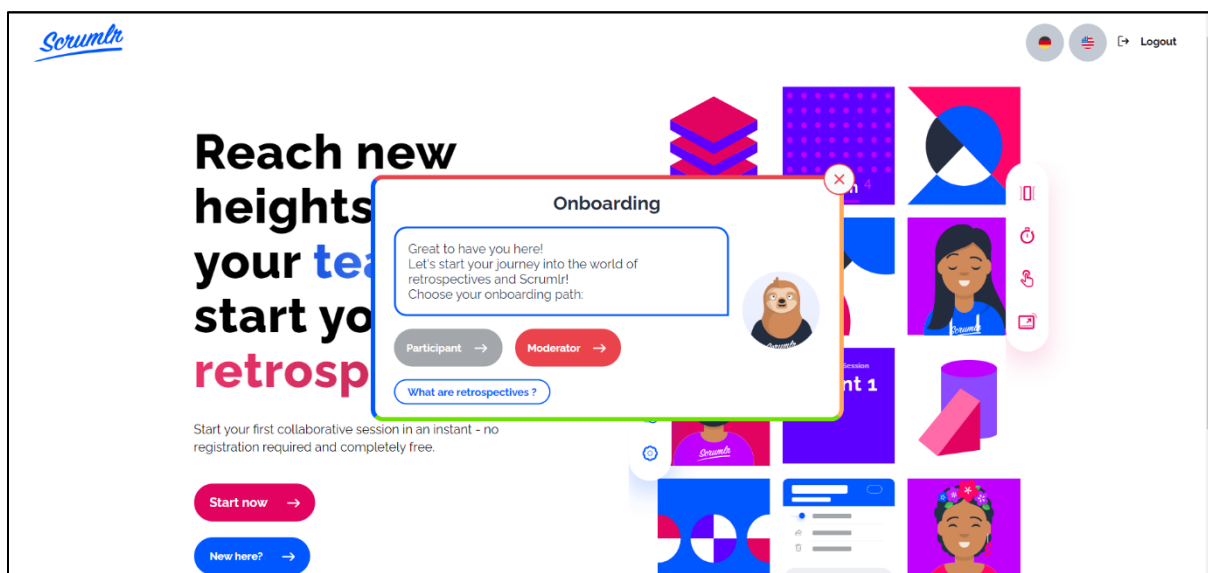 Scrumlr
Logout
Reach new
heights
your tea
start yo
retrosp
Start your first collaborative session in an instant - no
registration required and completely free.
Start now
New here?
Onboarding
Great to have you here!
Let's start your journey into the world of
retrospectives and Scrumlr!
Choose your onboarding path:
Participant
Moderator
What are retrospectives ?
4
Scrumlr
Session
nt 1
Scrumlr